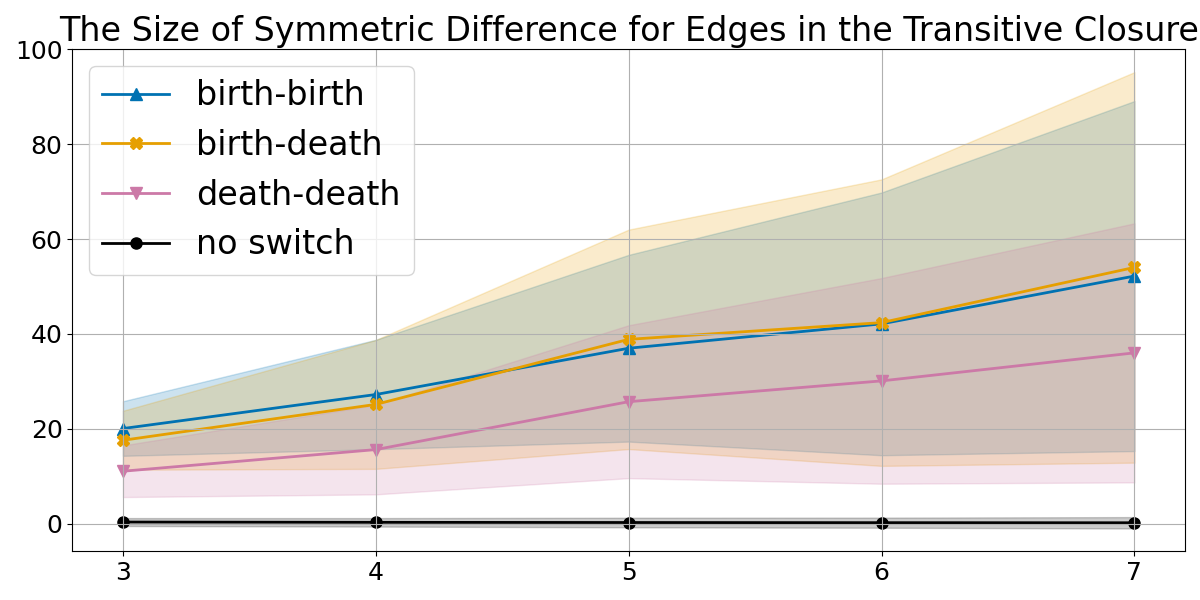 The Size of Symmetric Difference for Edges in the Transitive Closure
100
80
60
40
20
0
birth-birth
birth-death
death-death
no switch
3 4 5 6 7